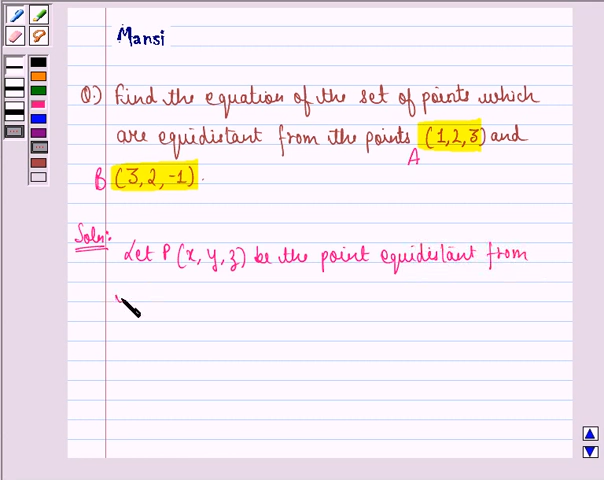 Mansi
Q.) Find the equation of the set of points which
are equidistant from the points (1,2,3) and
A
B (3,2,-1).
Soln:
Let P (x, y, z) be the point equidistant from